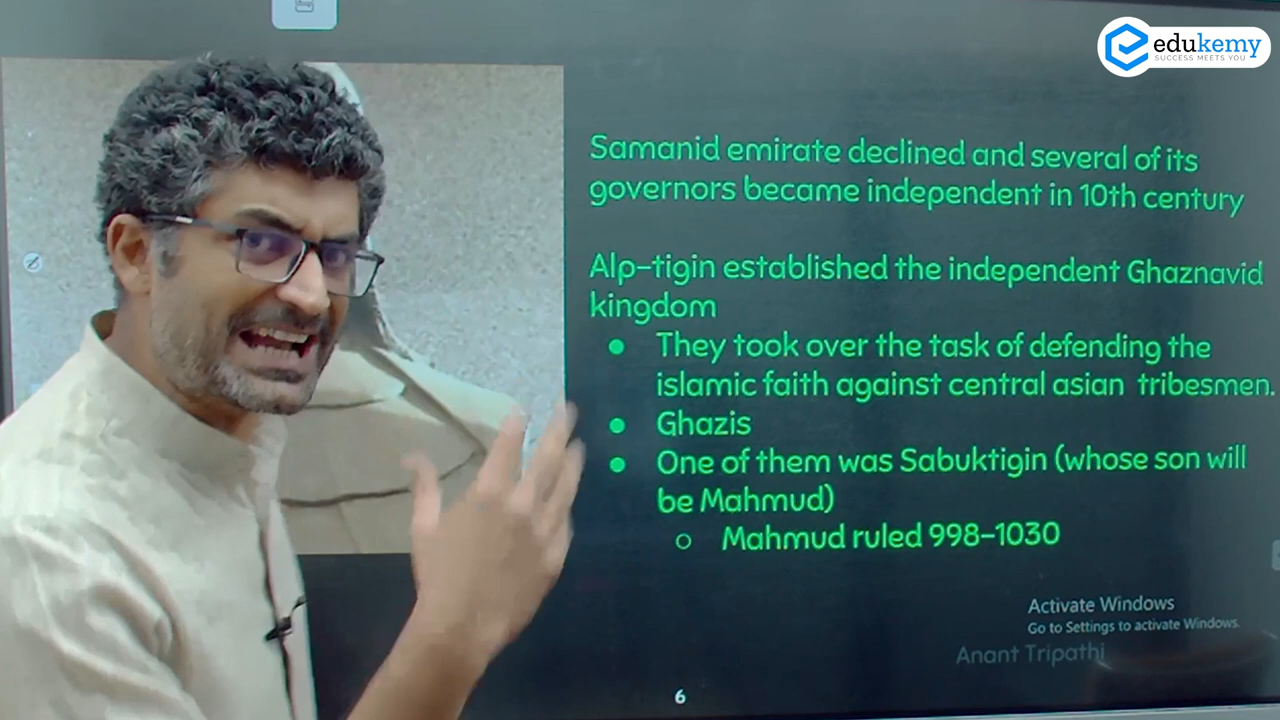 edukemy
SUCCESS MEETS YOU
Samanid emirate declined and several of its
governors became independent in 10th century
Alp-tigin established the independent Ghaznavid
kingdom
They took over the task of defending the
islamic faith against central asian tribesmen.
Ghazis
One of them was Sabuktigin (whose son will
be Mahmud)
Mahmud ruled 998-1030
Activate Windows
Go to Settings to activate Windows.
Anant Tripathi
6